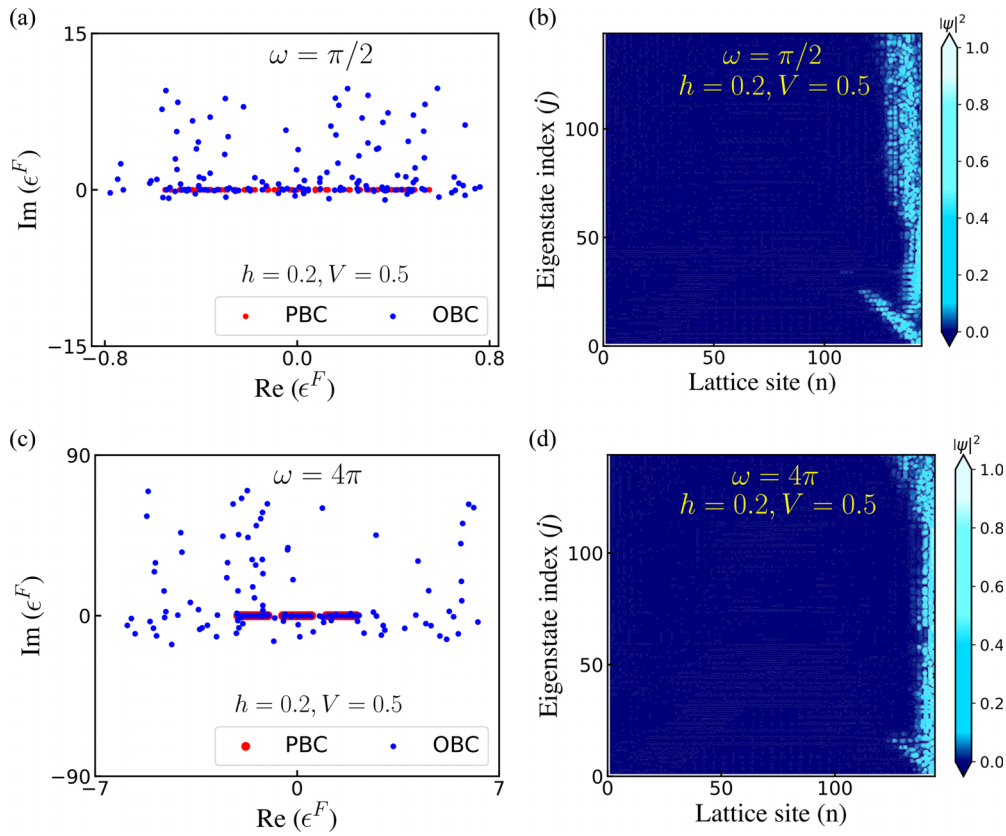 (a)
15
ω = π/2
Im (ϵ^F)
0
h = 0.2, V = 0.5
PBC
OBC
−15
−0.8
0.0
0.8
Re (ϵ^F)
(b)
|ψ|^2
ω = π/2
h = 0.2, V = 0.5
Eigenstate index (j)
100
50
0
0
50
100
Lattice site (n)
1.0
0.8
0.6
0.4
0.2
0.0
(c)
90
ω = 4π
Im (ϵ^F)
0
h = 0.2, V = 0.5
PBC
OBC
−90
−7
0
7
Re (ϵ^F)
(d)
|ψ|^2
ω = 4π
h = 0.2, V = 0.5
Eigenstate index (j)
100
50
0
0
50
100
Lattice site (n)
1.0
0.8
0.6
0.4
0.2
0.0